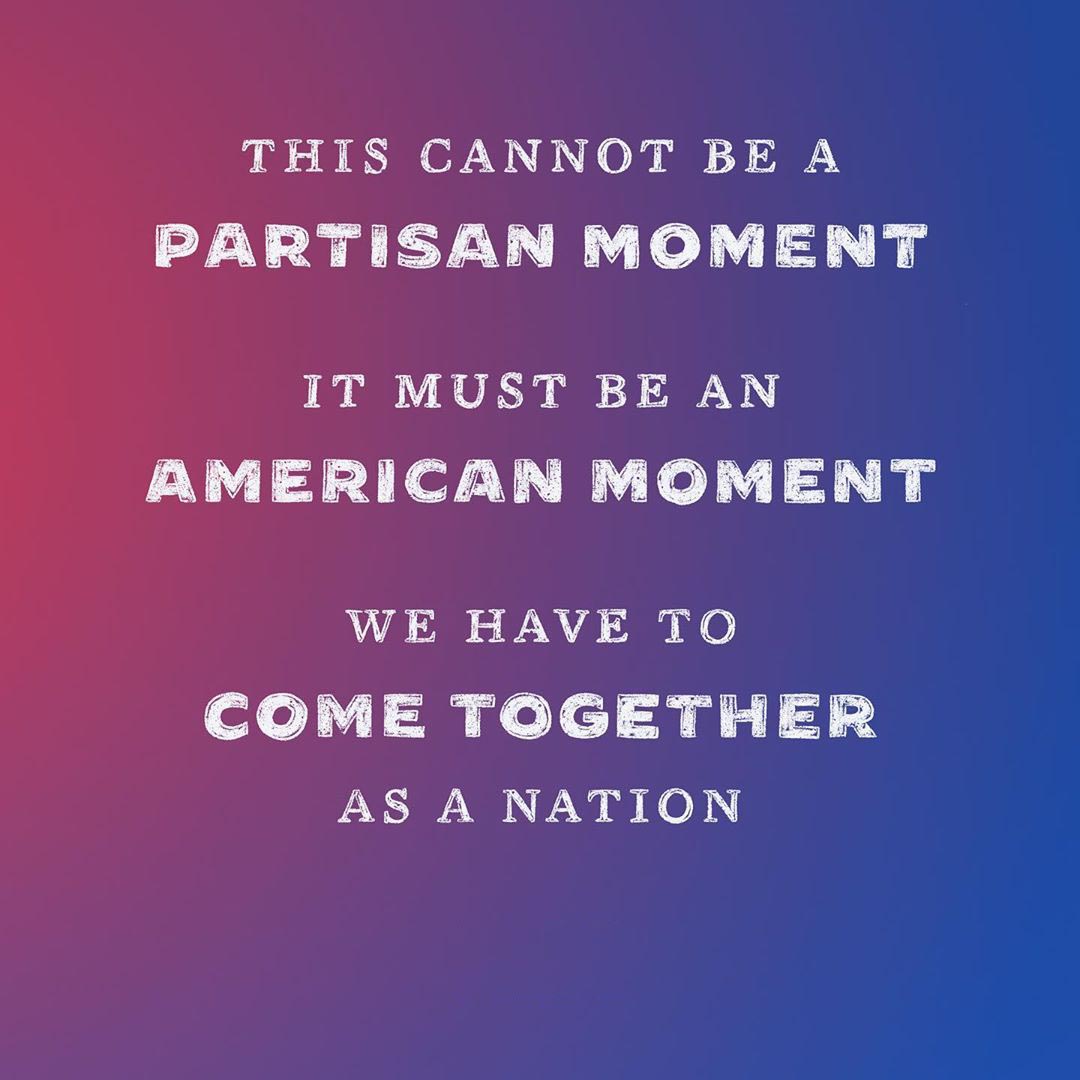 THIS CANNOT BE A
PARTISAN MOMENT
IT MUST BE AN
AMERICAN MOMENT
WE HAVE TO
COME TOGETHER
AS A NATION